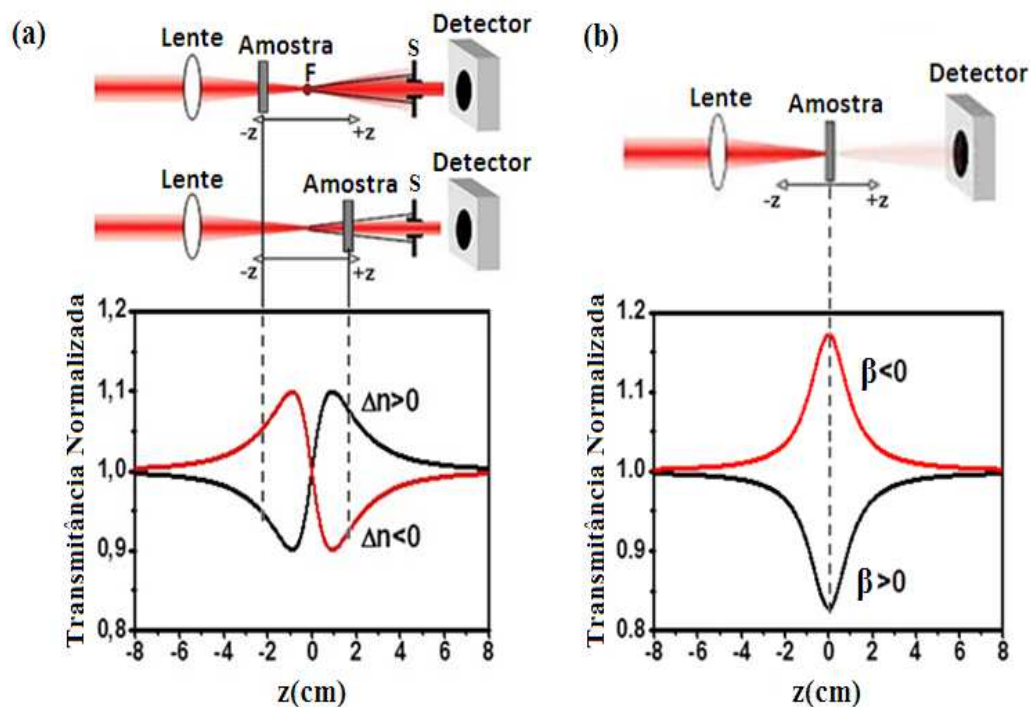 (a)
Lente
Amostra
F
S
Detector
-z
+z
Lente
Amostra
S
Detector
-z
+z
Transmitância Normalizada
1,2
1,1
1,0
0,9
0,8
Δn>0
Δn<0
-8 -6 -4 -2 0 2 4 6 8
z(cm)
(b)
Lente
Amostra
Detector
-z
+z
Transmitância Normalizada
1.2
1.1
1.0
0.9
0.8
β<0
β>0
-8 -6 -4 -2 0 2 4 6 8
z(cm)